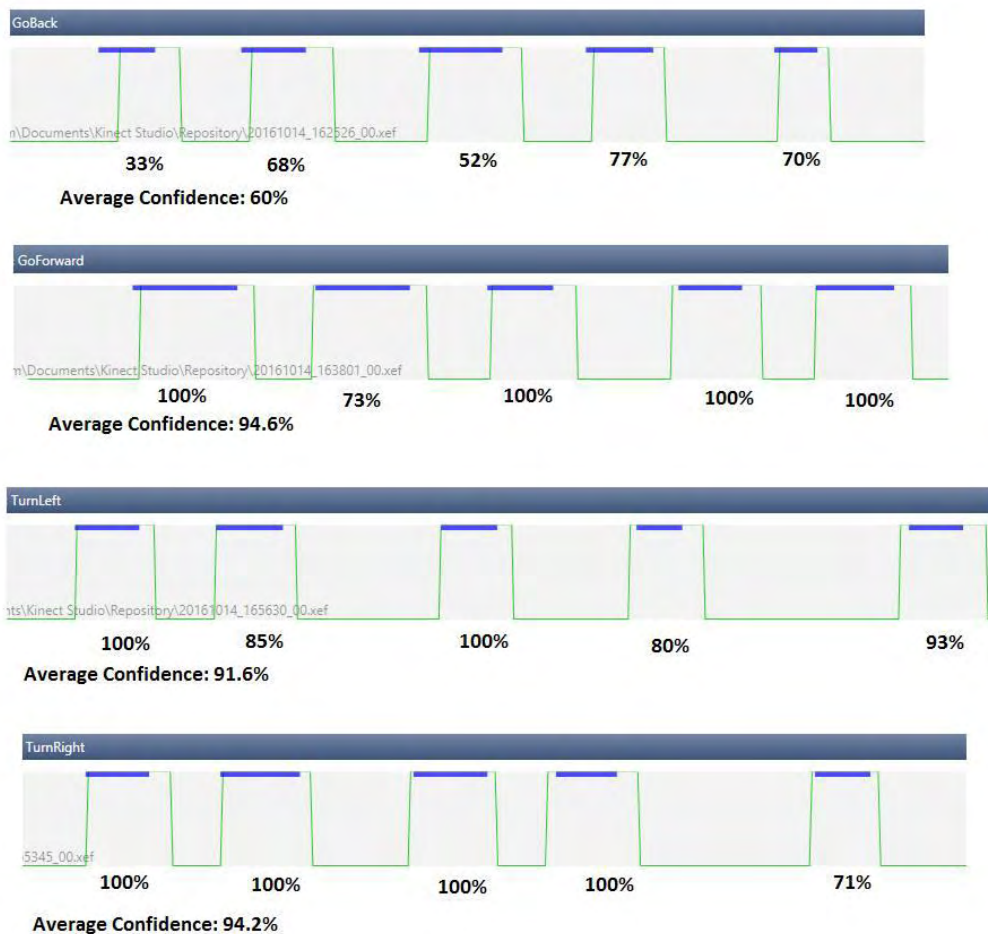 GoBack
n\Documents\Kinect Studio\Repository\20161014_162526_00.xef
33% 68% 52% 77% 70%
Average Confidence: 60%
GoForward
m\Documents\Kinect Studio\Repository\20161014_163801_00.xef
100% 73% 100% 100% 100%
Average Confidence: 94.6%
TurnLeft
nts\Kinect Studio\Repository\20161014_165630_00.xef
100% 85% 100% 80% 93%
Average Confidence: 91.6%
TurnRight
5345_00.xef
100% 100% 100% 100% 71%
Average Confidence: 94.2%